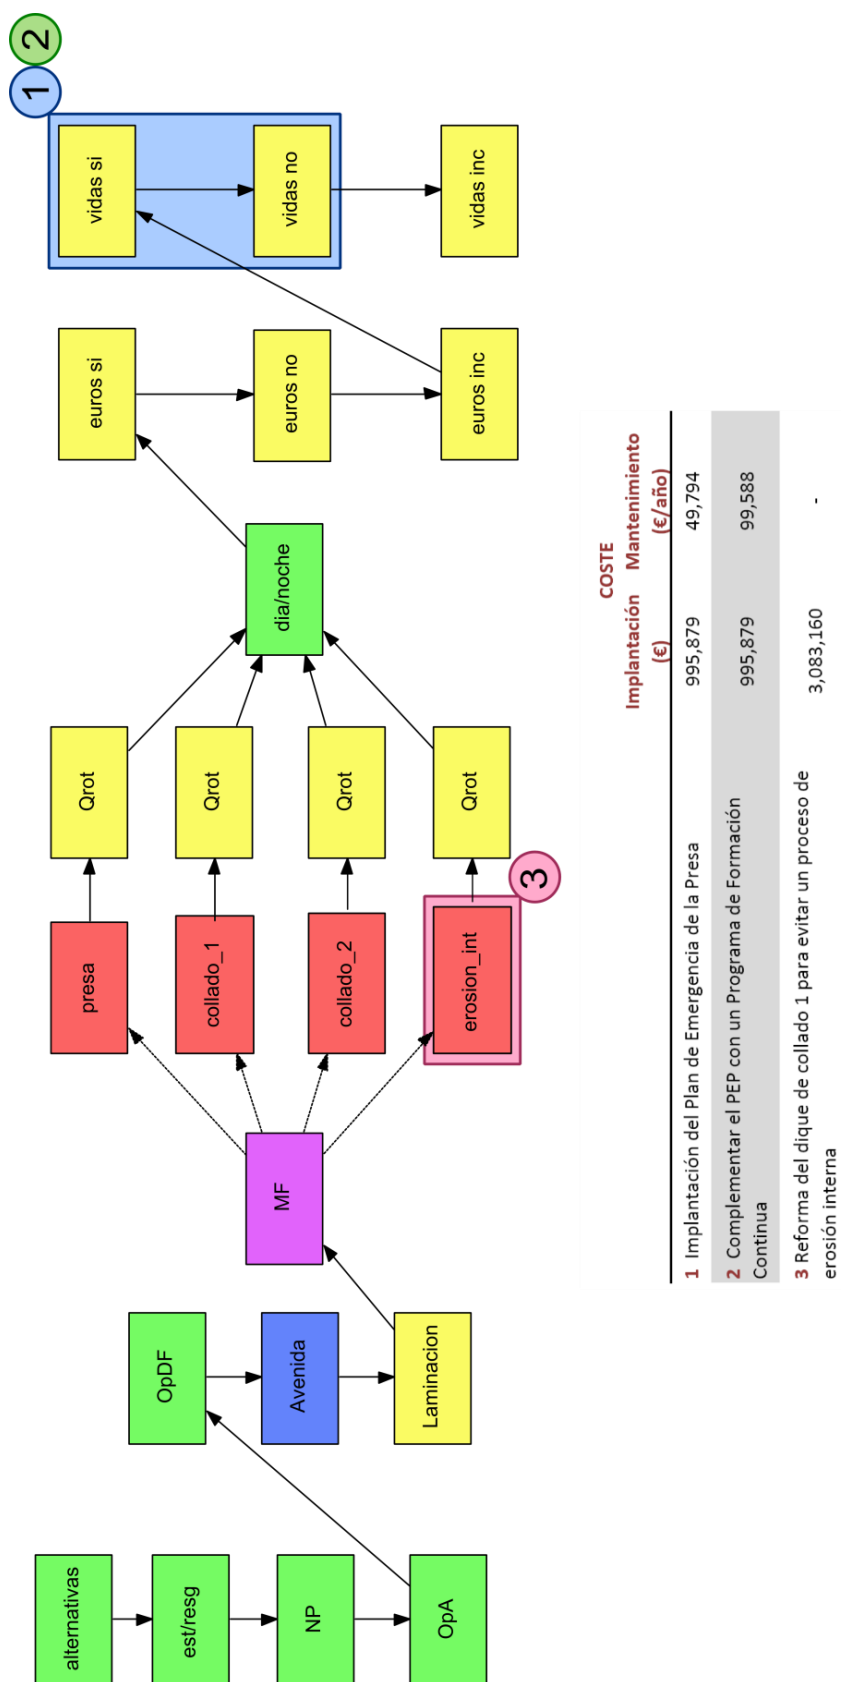 alternativas
est/resg
NP
OpA
OpDF
Avenida
Laminacion
MF
presa
collado_1
collado_2
erosion_int
3
Qrot
Qrot
Qrot
Qrot
dia/noche
euros si
euros no
euros inc
vidas si
vidas no
vidas inc
1
2
COSTE
Implantación Mantenimiento
(€) (€/año)
1 Implantación del Plan de Emergencia de la Presa 995,879 49,794
2 Complementar el PEP con un Programa de Formación 995,879 99,588
Continua
3 Reforma del dique de collado 1 para evitar un proceso de
erosión interna 3,083,160 -